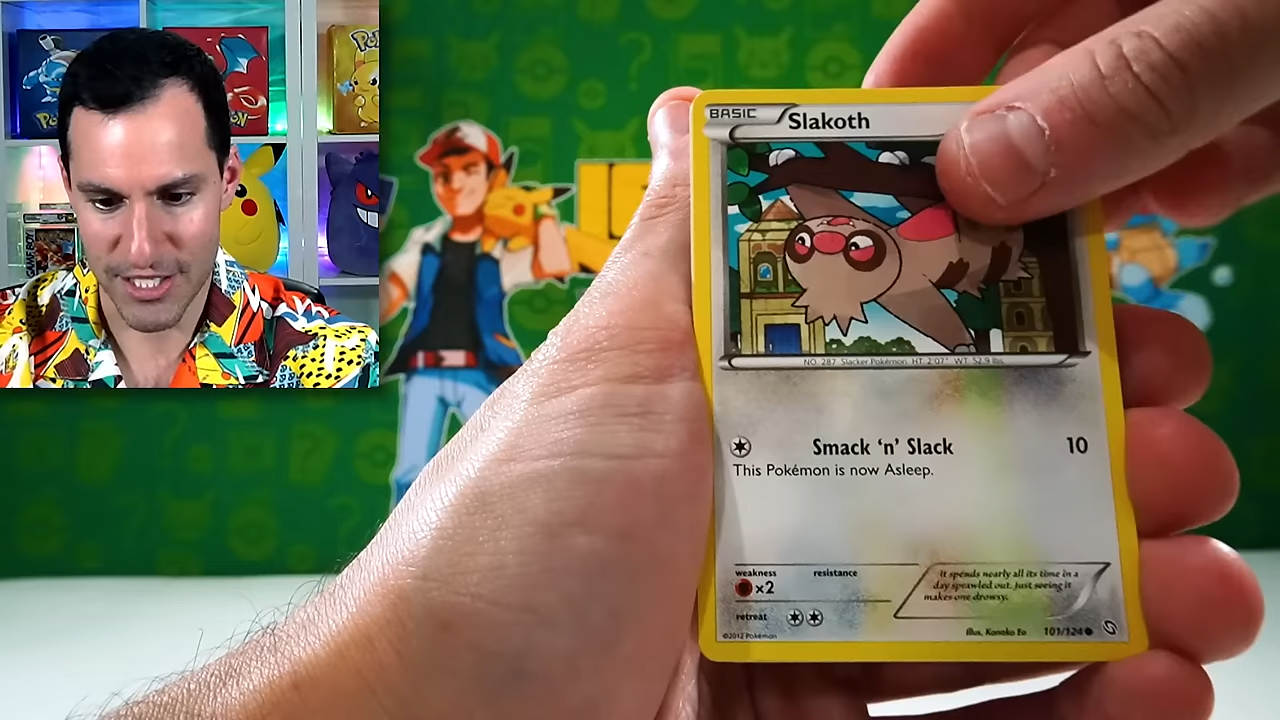 BASIC
Slakoth
NO. 287 Slacker Pokémon HT: 2'07" WT: 52.9 lbs.
Smack ‘n’ Slack 10
This Pokémon is now Asleep.
weakness resistance
×2
It spends nearly all its time in a
day sprawled out. Just seeing it
makes one drowsy.
retreat
©2012 Pokémon
Illus. Kanako Eo 101/124